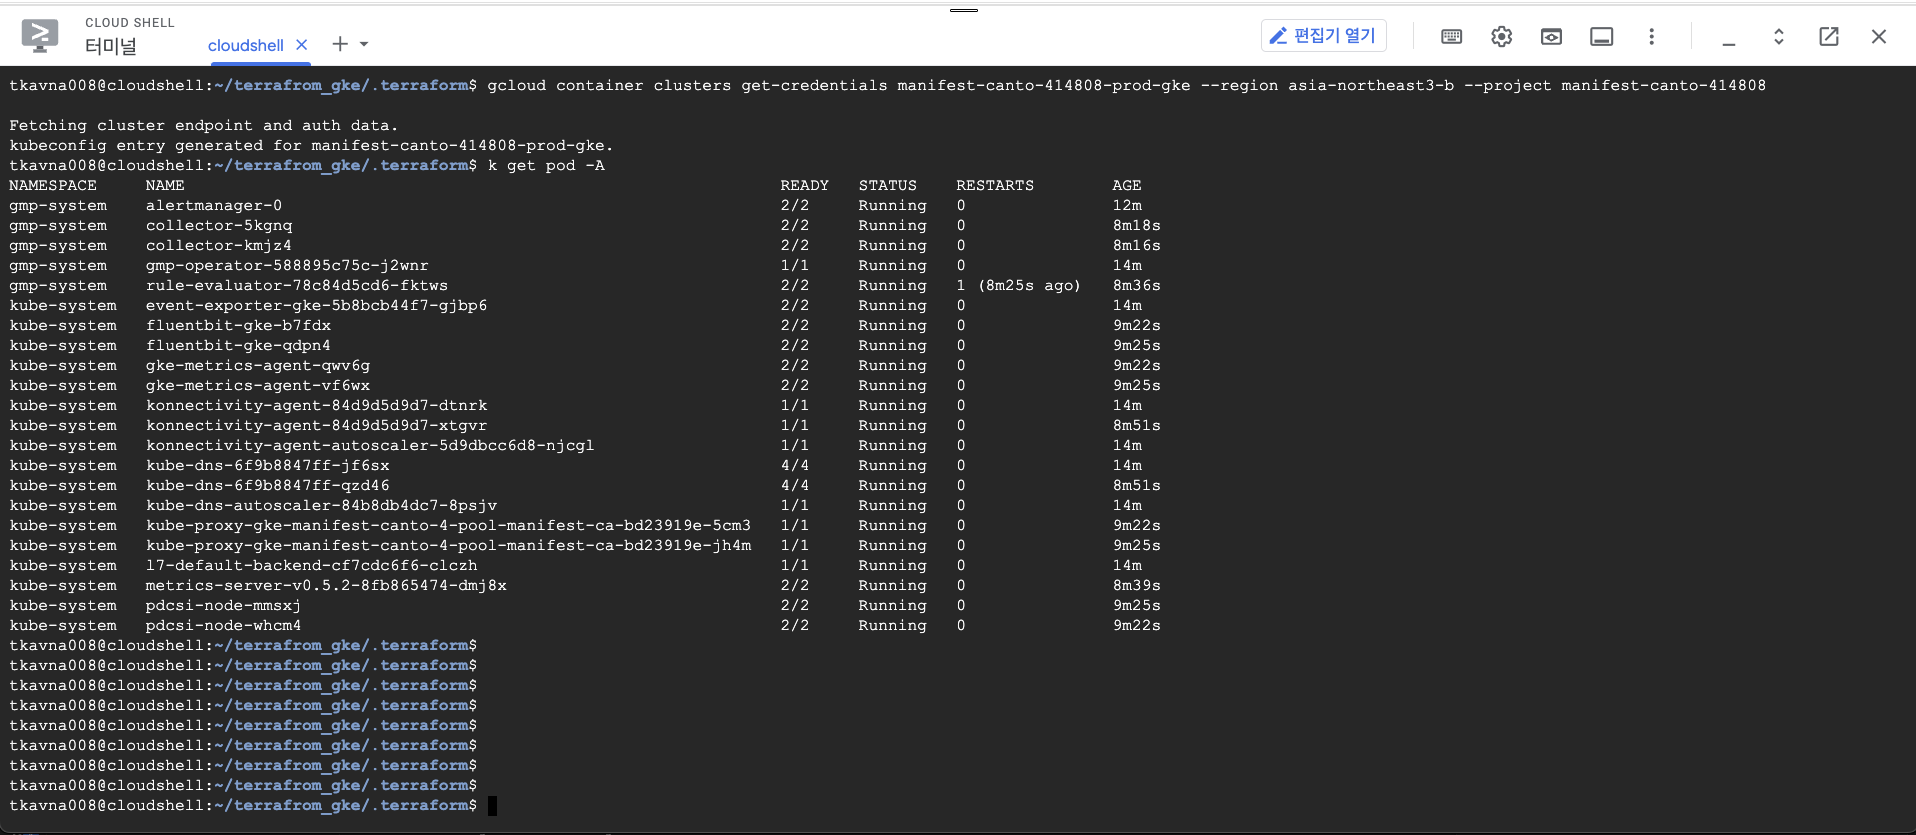 CLOUD SHELL
터미널
cloudshell
편집기 열기
tkavna008@cloudshell:~/terrafrom_gke/.terraform$ gcloud container clusters get-credentials manifest-canto-414808-prod-gke --region asia-northeast3-b --project manifest-canto-414808
Fetching cluster endpoint and auth data.
kubeconfig entry generated for manifest-canto-414808-prod-gke.
tkavna008@cloudshell:~/terrafrom_gke/.terraform$ k get pod -A
NAMESPACE NAME READY STATUS RESTARTS AGE
gmp-system alertmanager-0 2/2 Running 0 12m
gmp-system collector-5kgnq 2/2 Running 0 8m18s
gmp-system collector-kmjz4 2/2 Running 0 8m16s
gmp-system gmp-operator-588895c75c-j2wnr 1/1 Running 0 14m
gmp-system rule-evaluator-78c84d5cd6-fktws 2/2 Running 1 (8m25s ago) 8m36s
kube-system event-exporter-gke-5b8bcb44f7-gjbp6 2/2 Running 0 14m
kube-system fluentbit-gke-b7fdx 2/2 Running 0 9m22s
kube-system fluentbit-gke-qdpn4 2/2 Running 0 9m25s
kube-system gke-metrics-agent-qwv6g 2/2 Running 0 9m22s
kube-system gke-metrics-agent-vf6wx 2/2 Running 0 9m25s
kube-system konnectivity-agent-84d9d5d9d7-dtnrk 1/1 Running 0 14m
kube-system konnectivity-agent-84d9d5d9d7-xtgvr 1/1 Running 0 8m51s
kube-system konnectivity-agent-autoscaler-5d9dbcc6d8-njcgl 1/1 Running 0 14m
kube-system kube-dns-6f9b8847ff-jf6sx 4/4 Running 0 14m
kube-system kube-dns-6f9b8847ff-qzd46 4/4 Running 0 8m51s
kube-system kube-dns-autoscaler-84b8db4dc7-8psjv 1/1 Running 0 14m
kube-system kube-proxy-gke-manifest-canto-4-pool-manifest-ca-bd23919e-5cm3 1/1 Running 0 9m22s
kube-system kube-proxy-gke-manifest-canto-4-pool-manifest-ca-bd23919e-jh4m 1/1 Running 0 9m25s
kube-system l7-default-backend-cf7cdc6f6-clczh 1/1 Running 0 14m
kube-system metrics-server-v0.5.2-8fb865474-dmj8x 2/2 Running 0 8m39s
kube-system pdcsi-node-mmsxj 2/2 Running 0 9m25s
kube-system pdcsi-node-whcm4 2/2 Running 0 9m22s
tkavna008@cloudshell:~/terrafrom_gke/.terraform$
tkavna008@cloudshell:~/terrafrom_gke/.terraform$
tkavna008@cloudshell:~/terrafrom_gke/.terraform$
tkavna008@cloudshell:~/terrafrom_gke/.terraform$
tkavna008@cloudshell:~/terrafrom_gke/.terraform$
tkavna008@cloudshell:~/terrafrom_gke/.terraform$
tkavna008@cloudshell:~/terrafrom_gke/.terraform$
tkavna008@cloudshell:~/terrafrom_gke/.terraform$
tkavna008@cloudshell:~/terrafrom_gke/.terraform$